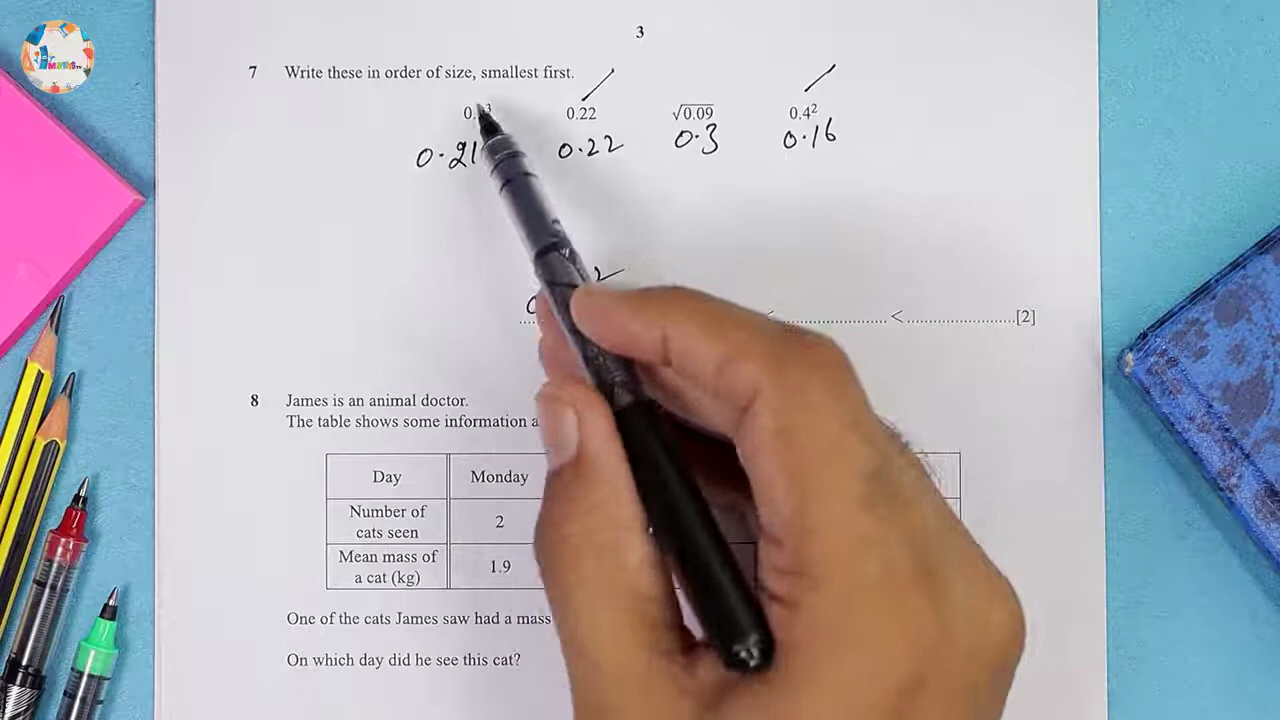 3
7 Write these in order of size, smallest first.
0.22 √0.09 0.4²
0.21 0.22 0.3 0.16
2
< < [2]
8 James is an animal doctor.
The table shows some information a
Day Monday
Number of cats seen 2
Mean mass of a cat (kg) 1.9
One of the cats James saw had a mass
On which day did he see this cat?